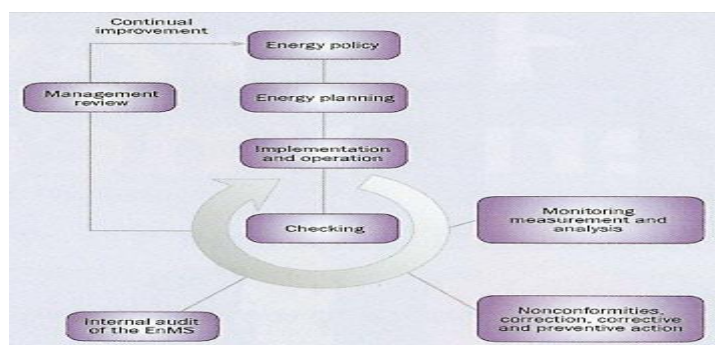 Continual
improvement
Energy policy
Management
review
Energy planning
Implementation
and operation
Checking
Monitoring
measurement and
analysis
Internal audit
of the EnMS
Nonconformities,
correction, corrective
and preventive action